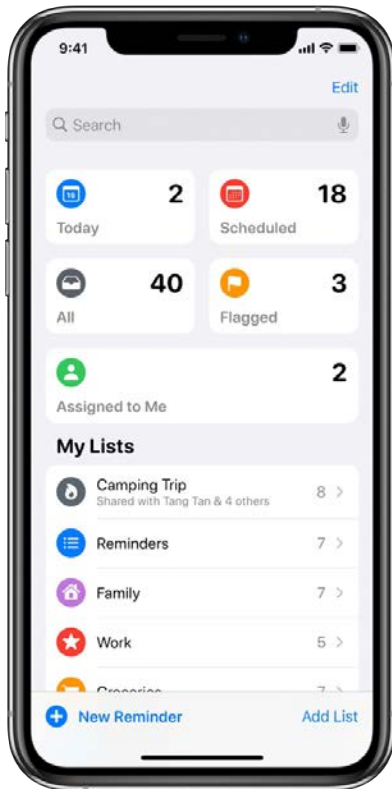 9:41
Edit
Search
2
Today
18
Scheduled
40
All
3
Flagged
2
Assigned to Me
My Lists
Camping Trip
Shared with Tang Tan & 4 others
8
Reminders
7
Family
7
Work
5
Groceries
7
New Reminder
Add List